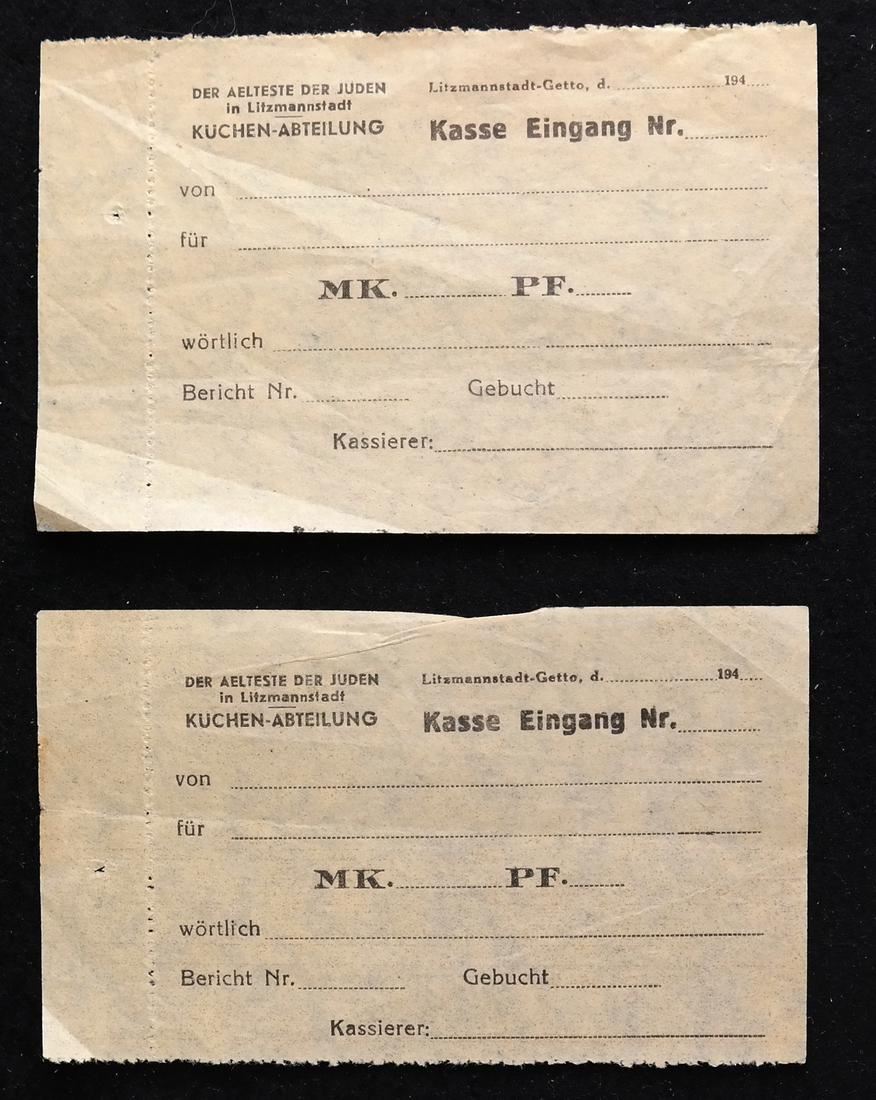 DER AELTESTE DER JUDEN
in Litzmannstadt
KÜCHEN-ABTEILUNG
Litzmannstadt-Getto, d. 194
Kasse Eingang Nr.
von
für
MK. PF.
wörtlich
Bericht Nr. Gebucht
Kassierer:
DER AELTESTE DER JUDEN
in Litzmannstadt
KÜCHEN-ABTEILUNG
Litzmannstadt-Getto, d. 194
Kasse Eingang Nr.
von
für
MK. PF.
wörtlich
Bericht Nr. Gebucht
Kassierer: